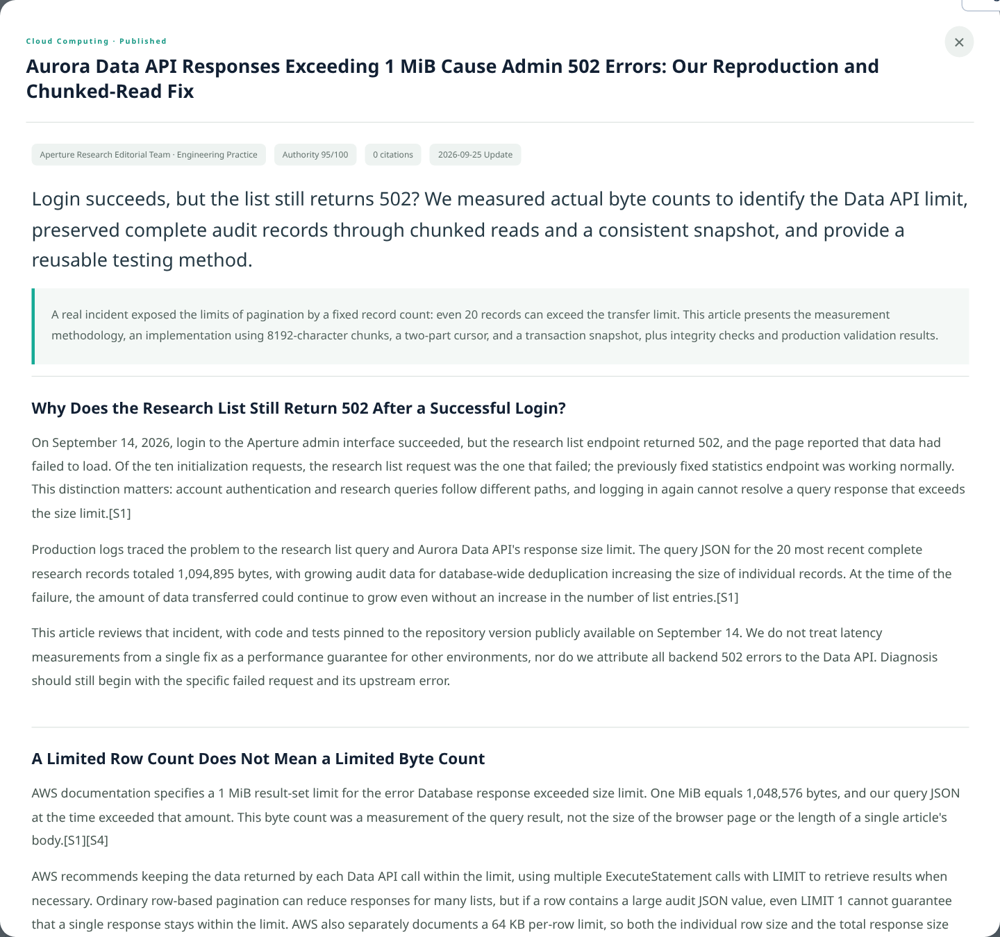 Cloud Computing · Published
Aurora Data API Responses Exceeding 1 MiB Cause Admin 502 Errors: Our Reproduction and
Chunked-Read Fix
Aperture Research Editorial Team · Engineering Practice
Authority 95/100
0 citations
2026-09-25 Update
Login succeeds, but the list still returns 502? We measured actual byte counts to identify the Data API limit,
preserved complete audit records through chunked reads and a consistent snapshot, and provide a
reusable testing method.
A real incident exposed the limits of pagination by a fixed record count: even 20 records can exceed the transfer limit. This article presents the measurement
methodology, an implementation using 8192-character chunks, a two-part cursor, and a transaction snapshot, plus integrity checks and production validation results.
Why Does the Research List Still Return 502 After a Successful Login?
On September 14, 2026, login to the Aperture admin interface succeeded, but the research list endpoint returned 502, and the page reported that data had
failed to load. Of the ten initialization requests, the research list request was the one that failed; the previously fixed statistics endpoint was working normally.
This distinction matters: account authentication and research queries follow different paths, and logging in again cannot resolve a query response that exceeds
the size limit.[S1]
Production logs traced the problem to the research list query and Aurora Data API's response size limit. The query JSON for the 20 most recent complete
research records totaled 1,094,895 bytes, with growing audit data for database-wide deduplication increasing the size of individual records. At the time of the
failure, the amount of data transferred could continue to grow even without an increase in the number of list entries.[S1]
This article reviews that incident, with code and tests pinned to the repository version publicly available on September 14. We do not treat latency
measurements from a single fix as a performance guarantee for other environments, nor do we attribute all backend 502 errors to the Data API. Diagnosis
should still begin with the specific failed request and its upstream error.
A Limited Row Count Does Not Mean a Limited Byte Count
AWS documentation specifies a 1 MiB result-set limit for the error Database response exceeded size limit. One MiB equals 1,048,576 bytes, and our query JSON
at the time exceeded that amount. This byte count was a measurement of the query result, not the size of the browser page or the length of a single article's
body.[S1][S4]
AWS recommends keeping the data returned by each Data API call within the limit, using multiple ExecuteStatement calls with LIMIT to retrieve results when
necessary. Ordinary row-based pagination can reduce responses for many lists, but if a row contains a large audit JSON value, even LIMIT 1 cannot guarantee
that a single response stays within the limit. AWS also separately documents a 64 KB per-row limit, so both the individual row size and the total response size